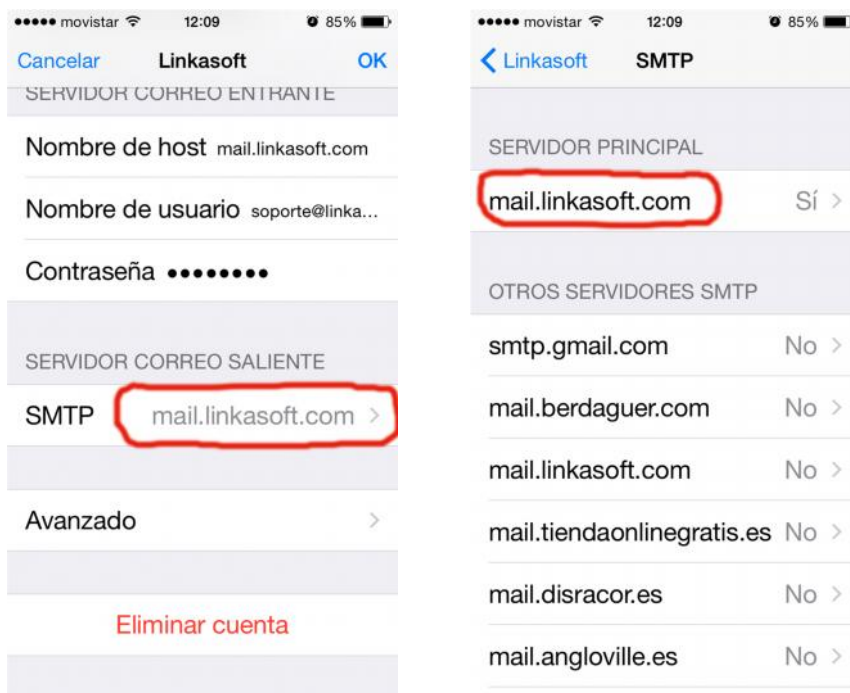 movistar 12:09 85%
Cancelar Linkasoft OK
SERVIDOR CORREO ENTRANTE
Nombre de host mail.linkasoft.com
Nombre de usuario soporte@linka...
Contraseña ••••••••
SERVIDOR CORREO SALIENTE
SMTP mail.linkasoft.com
Avanzado
Eliminar cuenta
movistar 12:09 85%
Linkasoft SMTP
SERVIDOR PRINCIPAL
mail.linkasoft.com Sí
OTROS SERVIDORES SMTP
smtp.gmail.com No
mail.berdaguer.com No
mail.linkasoft.com No
mail.tiendaonlinegratis.es No
mail.disracor.es No
mail.angloville.es No